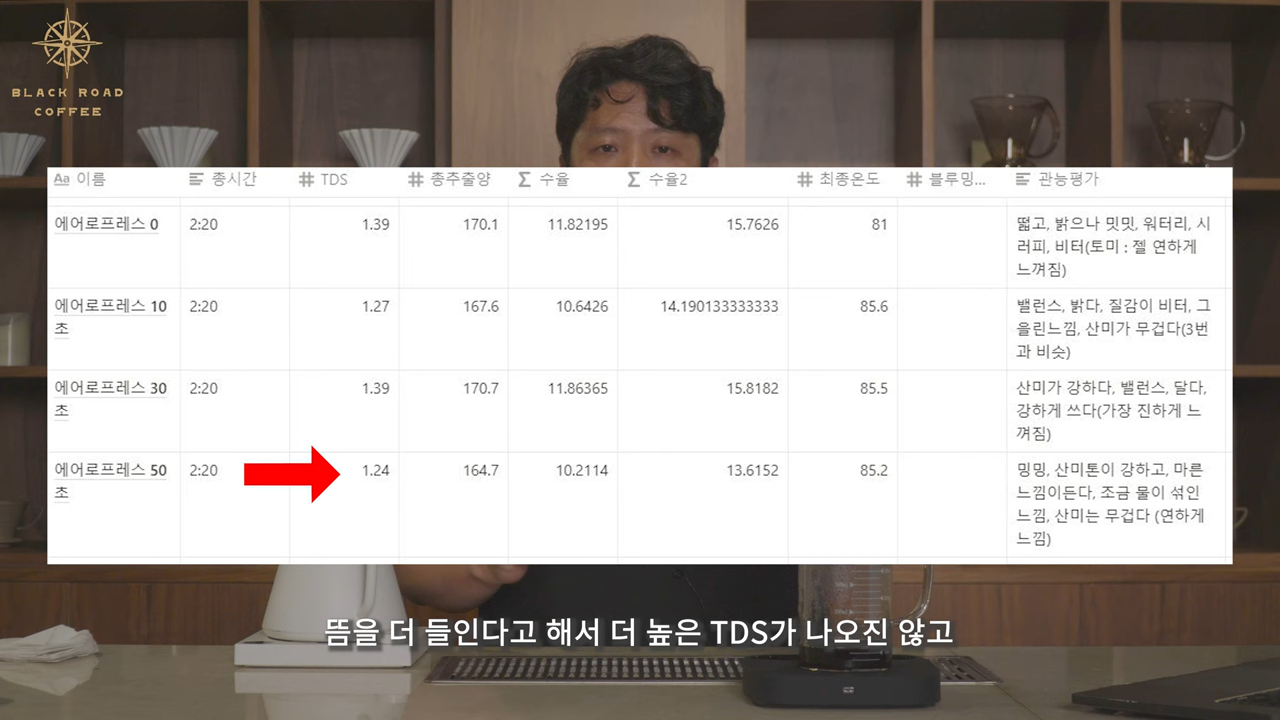 BLACK ROAD
COFFEE
Aa 이름 총시간 # TDS # 종추출양 Σ 수율 Σ 수율2 # 최종온도 # 블루밍... 관능평가
에어로프레스 0 2:20 1.39 170.1 11.82195 15.7626 81 떫고, 밝으나 밋밋, 워터리, 시
러피, 비터(토미 : 젤 연하게
느껴짐)
에어로프레스 10 2:20 1.27 167.6 10.6426 14.190133333333 85.6 밸런스, 밝다, 질감이 비터, 그
초 을린느낌, 산미가 무겁다(3번
과 비슷)
에어로프레스 30 2:20 1.39 170.7 11.86365 15.8182 85.5 산미가 강하다, 밸런스, 달다,
초 강하게 쓰다(가장 진하게 느
껴짐)
에어로프레스 50 2:20 1.24 164.7 10.2114 13.6152 85.2 밍밍, 산미톤이 강하고, 마른
초 느낌이든다, 조금 물이 섞인
느낌, 산미는 무겁다 (연하게
느낌)
뜸을 더 들인다고 해서 더 높은 TDS가 나오진 않고